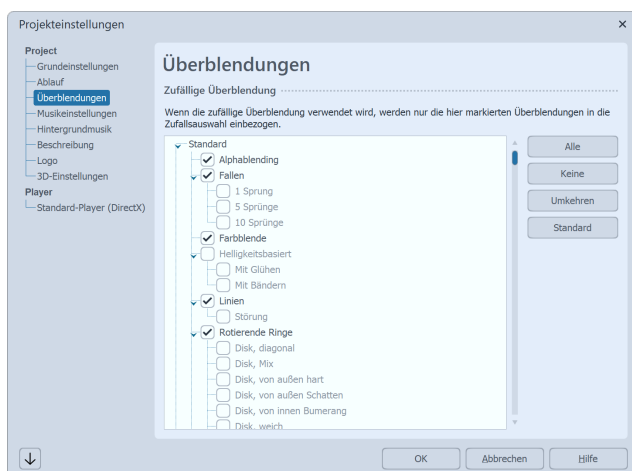 Projekteinstellungen
Project
Grundeinstellungen
Ablauf
Überblendungen
Musikeinstellungen
Hintergrundmusik
Beschreibung
Logo
3D-Einstellungen
Player
Standard-Player (DirectX)
Überblendungen
Zufällige Überblendung
Wenn die zufällige Überblendung verwendet wird, werden nur die hier markierten Überblendungen in die
Zufallsauswahl einbezogen.
Standard
Alphablending
Fallen
1 Sprung
5 Sprünge
10 Sprünge
Farbblende
Helligkeitsbasiert
Mit Glühen
Mit Bändern
Linien
Störung
Rotierende Ringe
Disk, diagonal
Disk, Mix
Disk, von außen hart
Disk, von außen Schatten
Disk, von innen Bumerang
Disk, weich
Alle
Keine
Umkehren
Standard
OK
Abbrechen
Hilfe